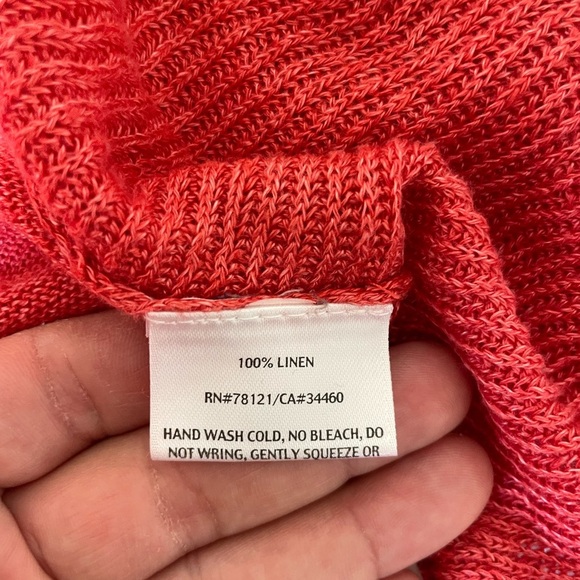 100% LINEN
RN#78121/CA#34460
HAND WASH COLD, NO BLEACH, DO
NOT WRING, GENTLY SQUEEZE OR